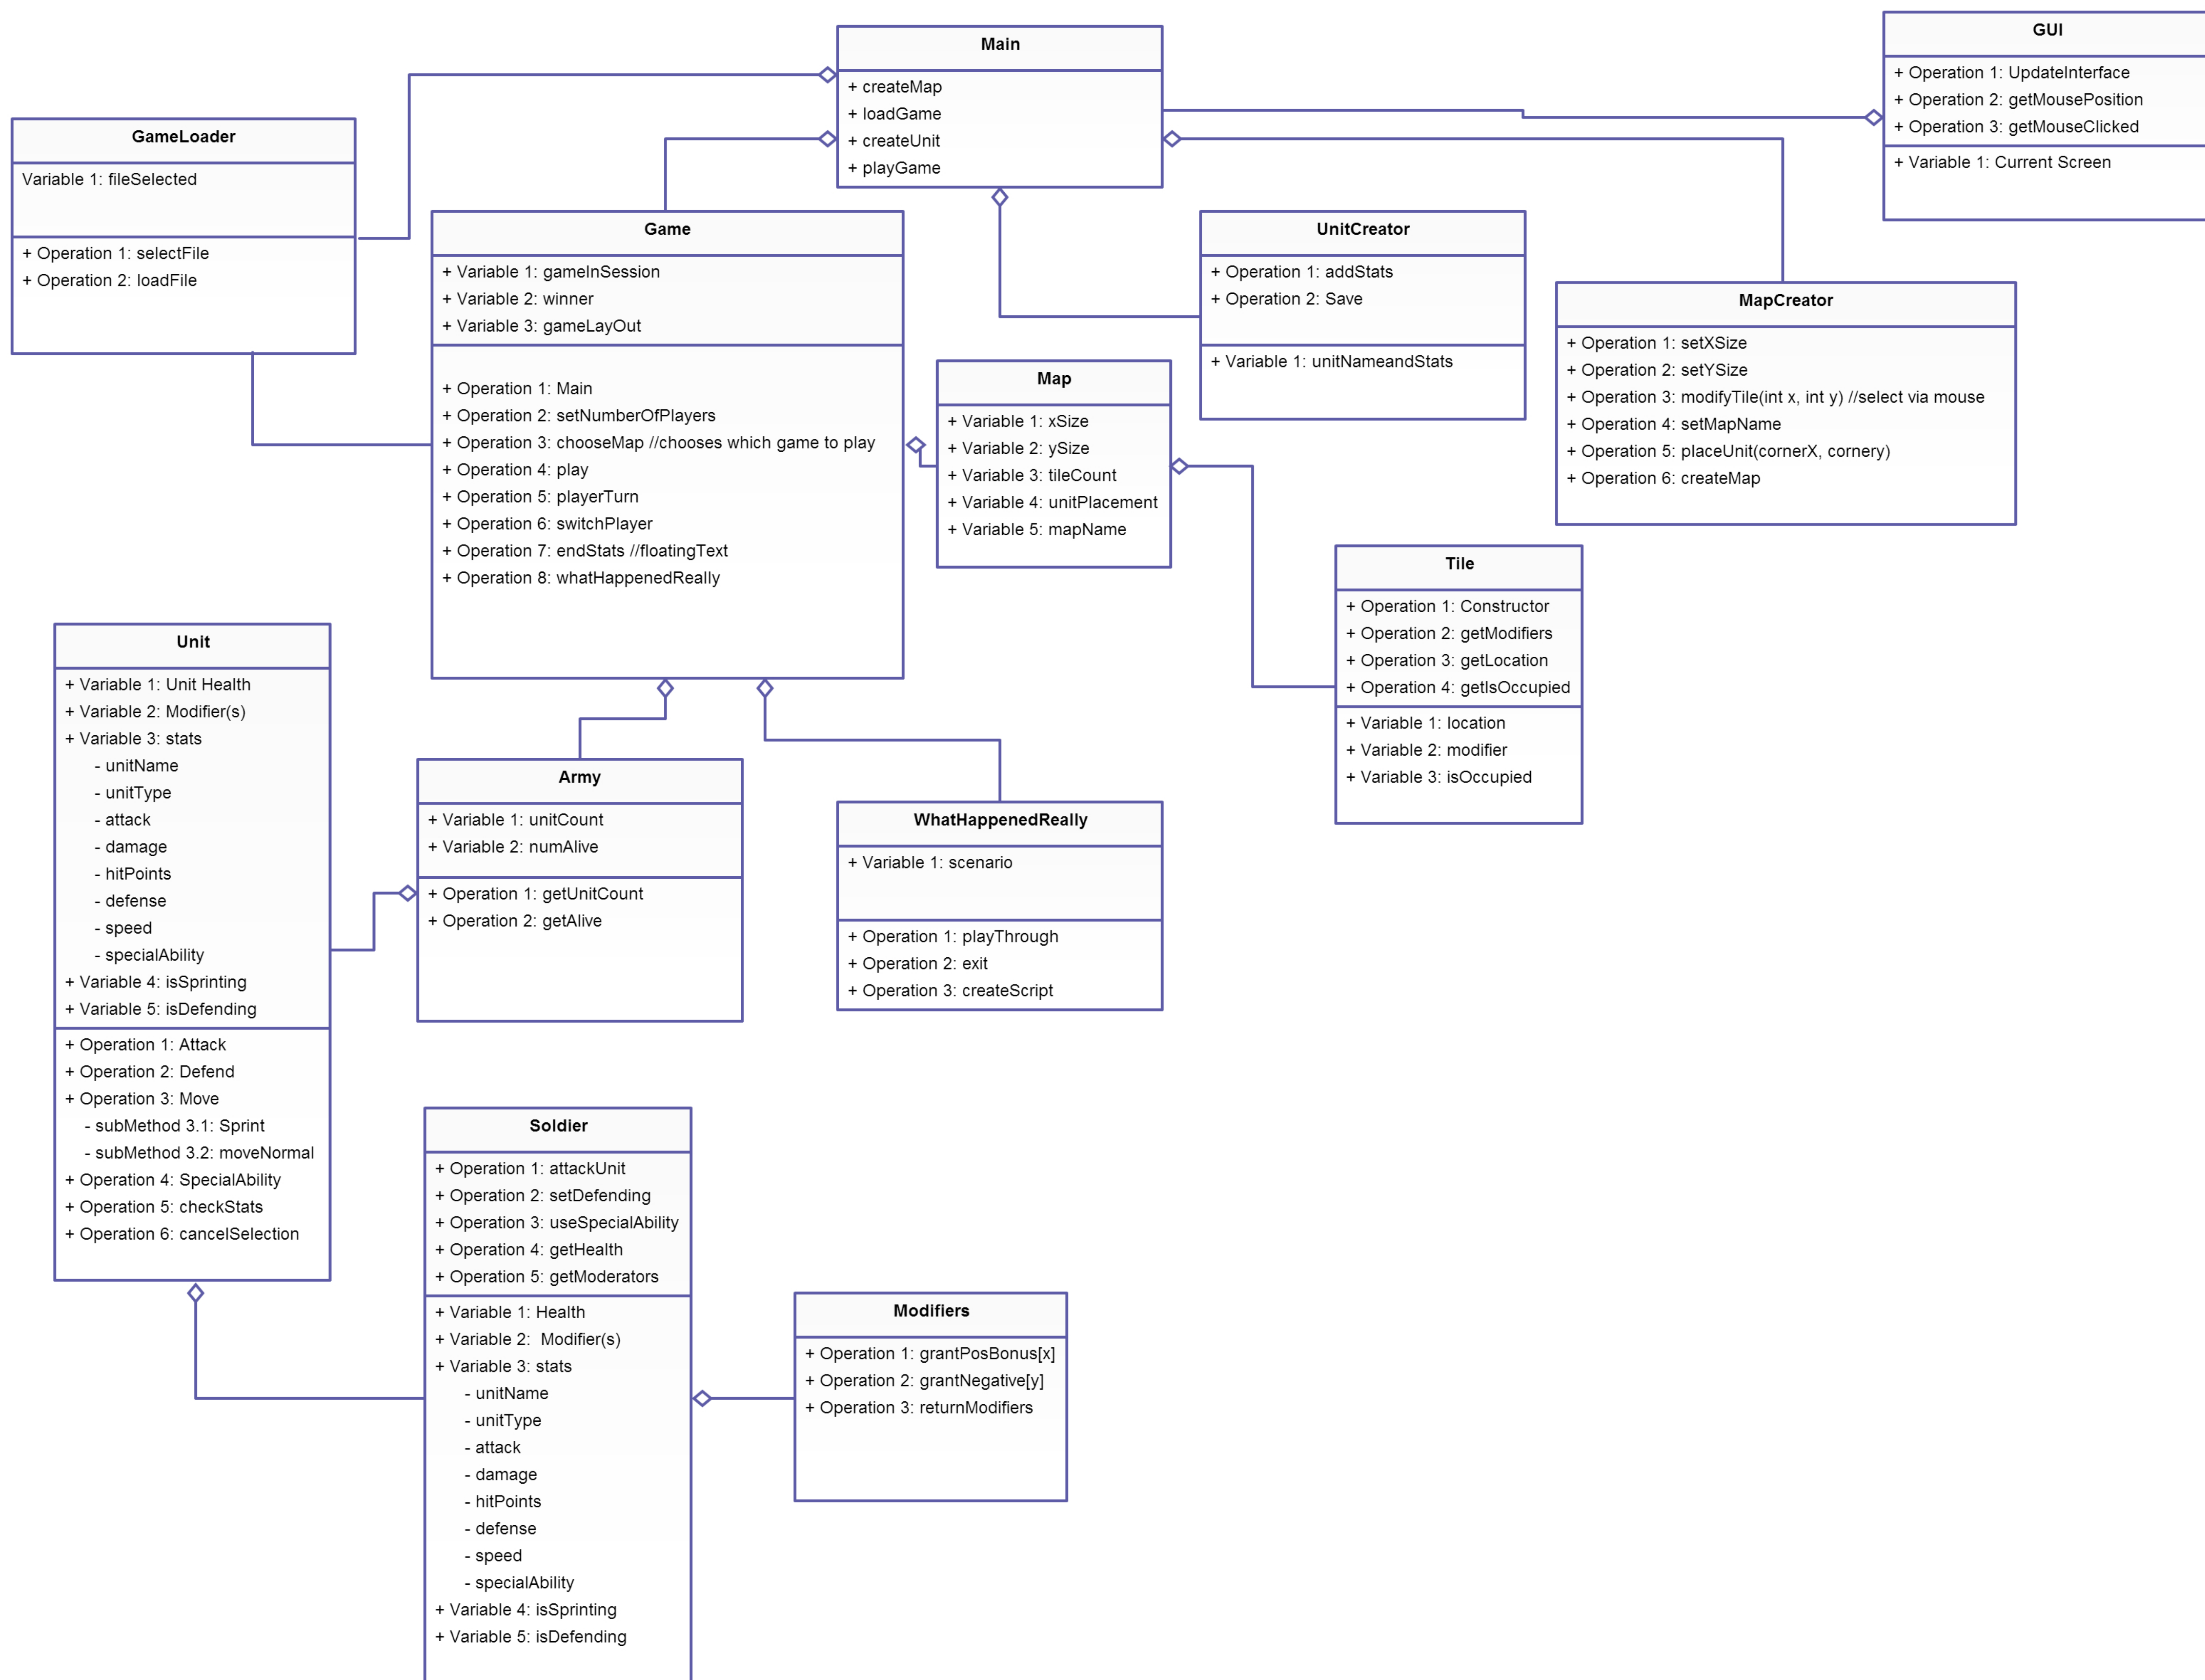 Main
+ createMap
+ loadGame
+ createUnit
+ playGame
GUI
+ Operation 1: UpdateInterface
+ Operation 2: getMousePosition
+ Operation 3: getMouseClicked
+ Variable 1: Current Screen
GameLoader
Variable 1: fileSelected
+ Operation 1: selectFile
+ Operation 2: loadFile
Game
+ Variable 1: gameInSession
+ Variable 2: winner
+ Variable 3: gameLayOut
+ Operation 1: Main
+ Operation 2: setNumberOfPlayers
+ Operation 3: chooseMap //chooses which game to play
+ Operation 4: play
+ Operation 5: playerTurn
+ Operation 6: switchPlayer
+ Operation 7: endStats //floatingText
+ Operation 8: whatHappenedReally
UnitCreator
+ Operation 1: addStats
+ Operation 2: Save
+ Variable 1: unitNameandStats
MapCreator
+ Operation 1: setXSize
+ Operation 2: setYSize
+ Operation 3: modifyTile(int x, int y) //select via mouse
+ Operation 4: setMapName
+ Operation 5: placeUnit(cornerX, cornery)
+ Operation 6: createMap
Map
+ Variable 1: xSize
+ Variable 2: ySize
+ Variable 3: tileCount
+ Variable 4: unitPlacement
+ Variable 5: mapName
Tile
+ Operation 1: Constructor
+ Operation 2: getModifiers
+ Operation 3: getLocation
+ Operation 4: getIsOccupied
+ Variable 1: location
+ Variable 2: modifier
+ Variable 3: isOccupied
Unit
+ Variable 1: Unit Health
+ Variable 2: Modifier(s)
+ Variable 3: stats
- unitName
- unitType
- attack
- damage
- hitPoints
- defense
- speed
- specialAbility
+ Variable 4: isSprinting
+ Variable 5: isDefending
+ Operation 1: Attack
+ Operation 2: Defend
+ Operation 3: Move
- subMethod 3.1: Sprint
- subMethod 3.2: moveNormal
+ Operation 4: SpecialAbility
+ Operation 5: checkStats
+ Operation 6: cancelSelection
Army
+ Variable 1: unitCount
+ Variable 2: numAlive
+ Operation 1: getUnitCount
+ Operation 2: getAlive
WhatHappenedReally
+ Variable 1: scenario
+ Operation 1: playThrough
+ Operation 2: exit
+ Operation 3: createScript
Soldier
+ Operation 1: attackUnit
+ Operation 2: setDefending
+ Operation 3: useSpecialAbility
+ Operation 4: getHealth
+ Operation 5: getModerators
+ Variable 1: Health
+ Variable 2:  Modifier(s)
+ Variable 3: stats
- unitName
- unitType
- attack
- damage
- hitPoints
- defense
- speed
- specialAbility
+ Variable 4: isSprinting
+ Variable 5: isDefending
Modifiers
+ Operation 1: grantPosBonus[x]
+ Operation 2: grantNegative[y]
+ Operation 3: returnModifiers